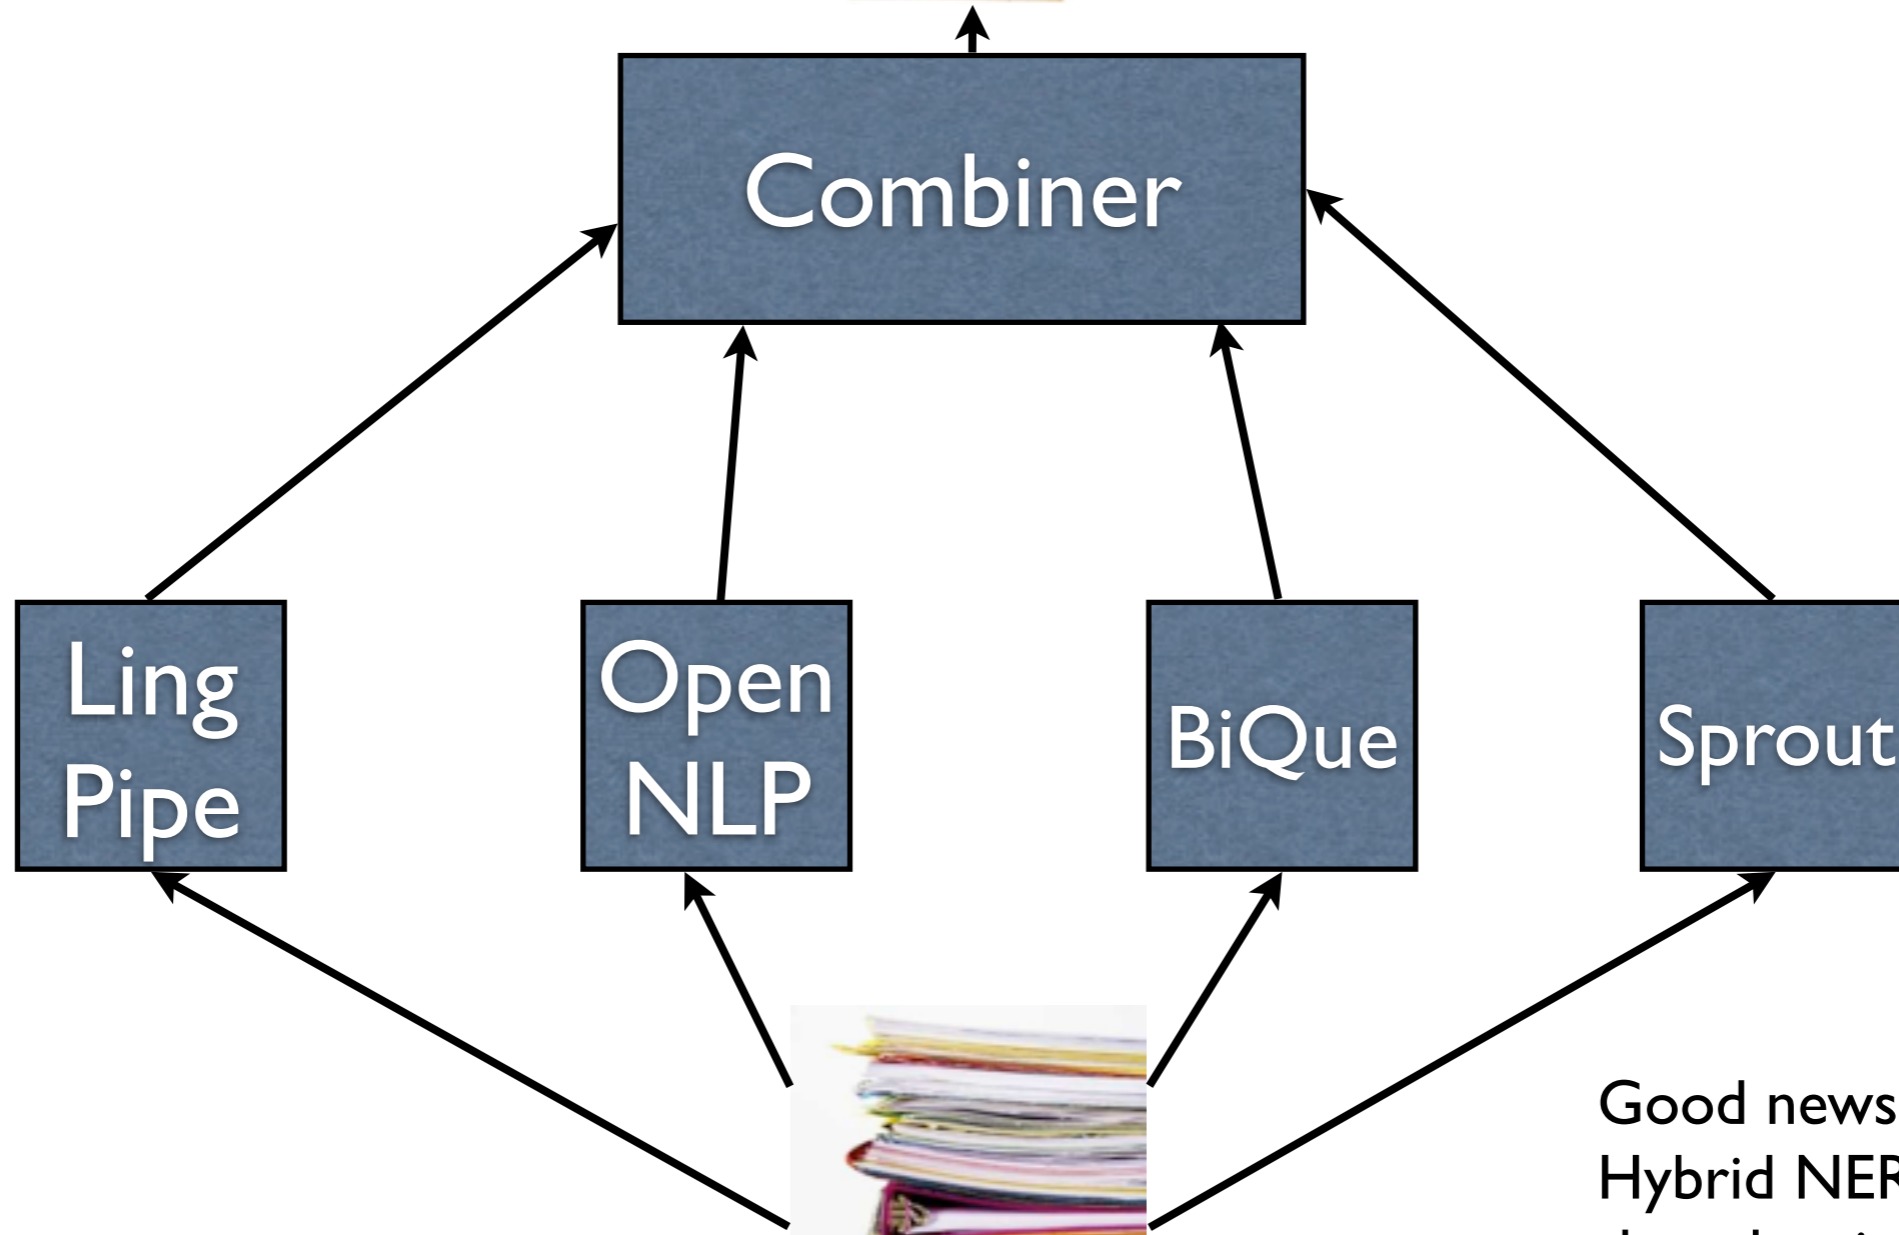 Combiner
Ling
Pipe
Open
NLP
BiQue
Sprout
Good news
Hybrid NER